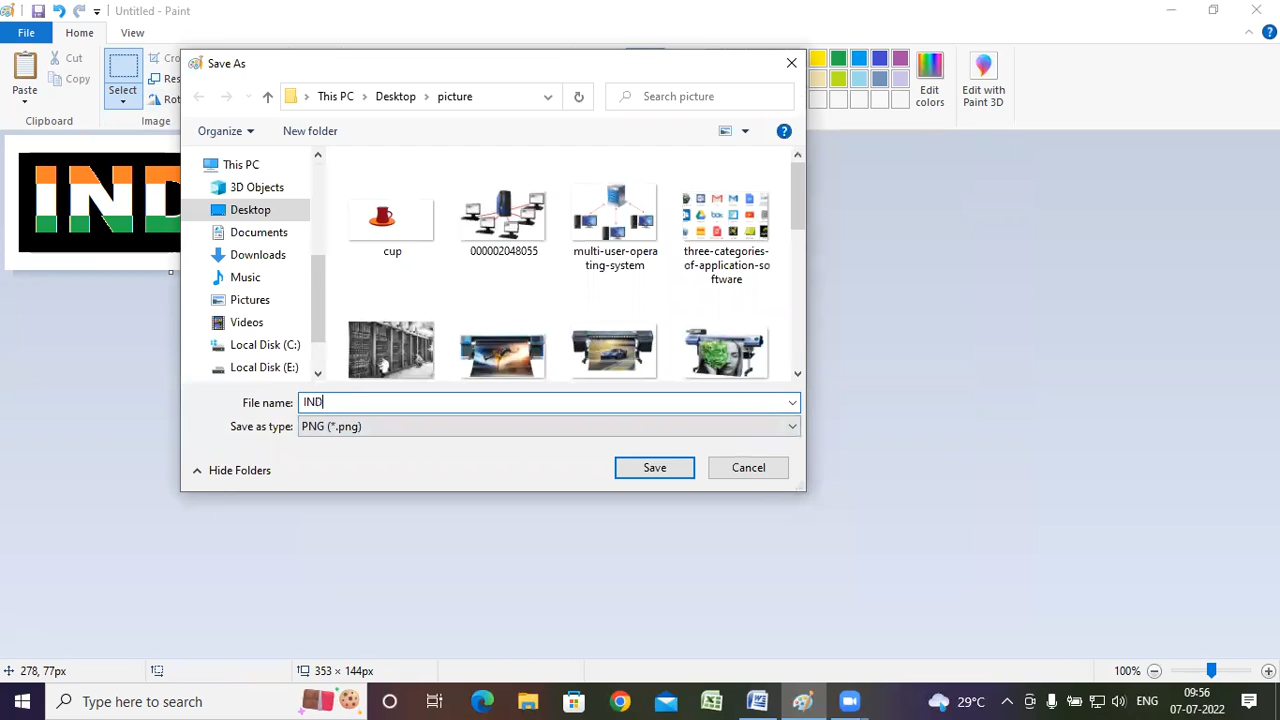 Untitled - Paint
File
Home
View
Paste
Cut
Copy
Clipboard
Select
Image
Edit colors
Edit with Paint 3D
IND
Save As
This PC
Desktop
picture
Search picture
Organize
New folder
This PC
3D Objects
Desktop
Documents
Downloads
Music
Pictures
Videos
Local Disk (C:)
Local Disk (E:)
cup
000002048055
multi-user-opera
ting-system
three-categories-
of-application-so
ftware
File name: IND
Save as type: PNG (*.png)
Hide Folders
Save
Cancel
278, 77px
353 × 144px
100%
Type here to search
29°C
ENG
09:56
07-07-2022